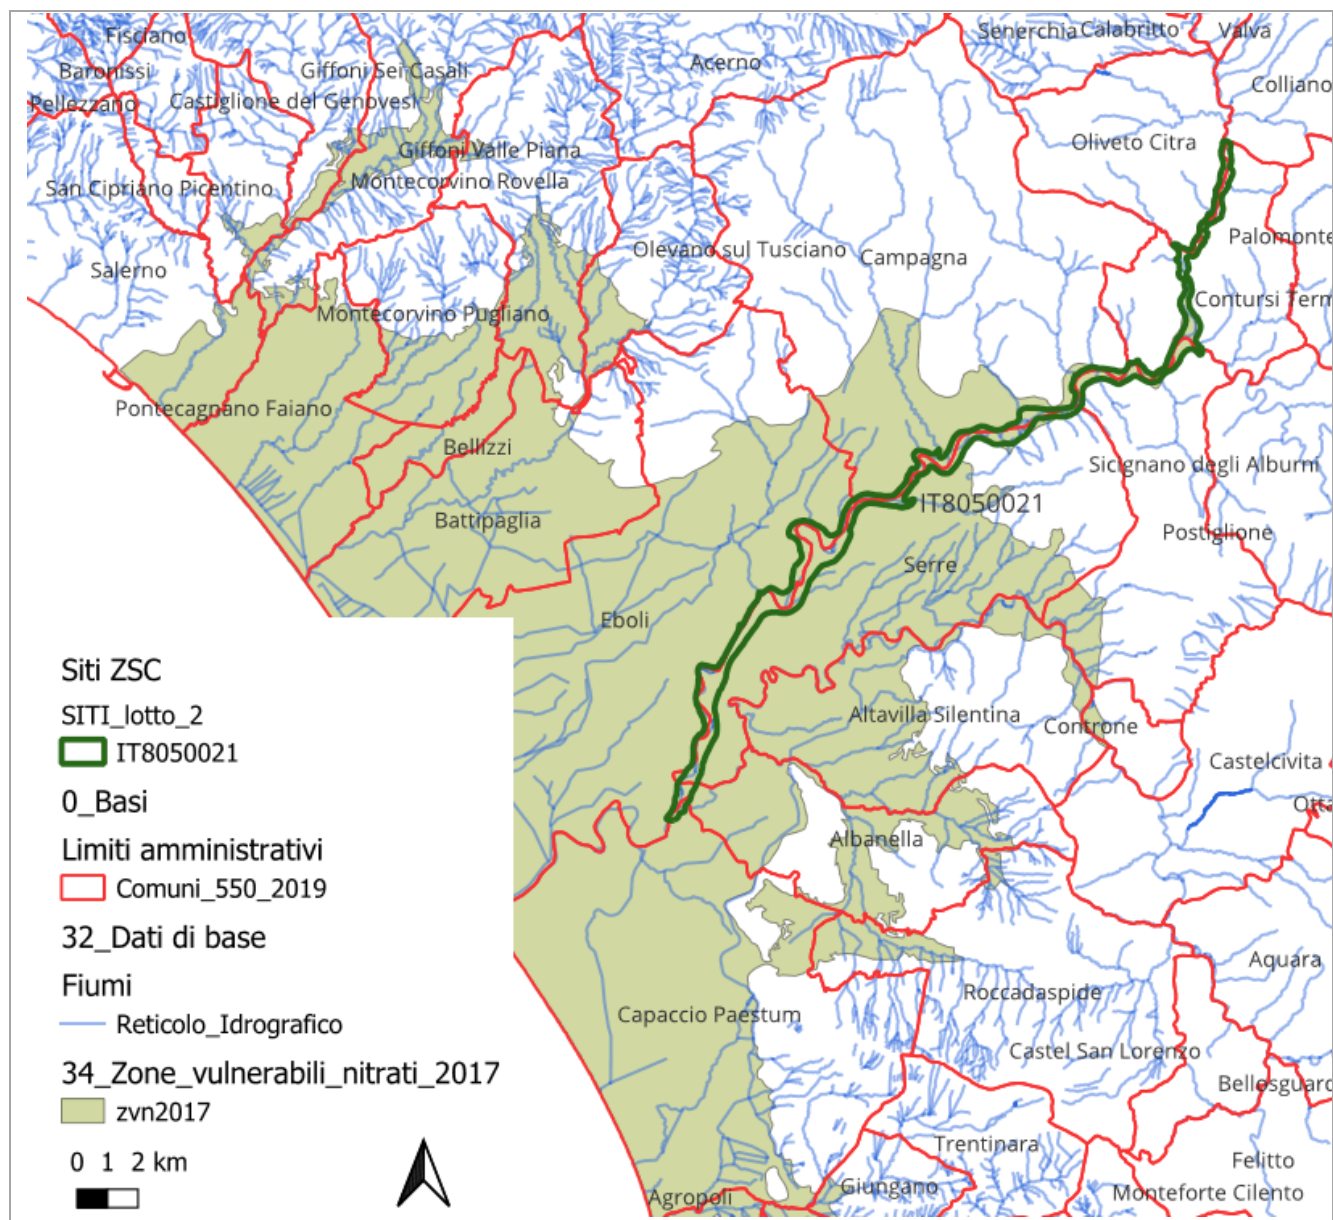 Fisciano
Senerchia
Calabritto
Valva
Baronissi
Giffoni Sei Casali
Acerno
Colliano
Pellezzano
Castiglione del Genovesi
Oliveto Citra
Giffoni Valle Piana
San Cipriano Picentino
Montecorvino Rovella
Palomonte
Olevano sul Tusciano
Campagna
Salerno
Contursi Term
Montecorvino Pugliano
Pontecagnano Faiano
Bellizzi
Sicignano degli Alburni
IT8050021
Battipaglia
Postiglione
Serre
Eboli
Altavilla Silentina
Controne
Castelcivita
Otta
Albanella
Aquara
Roccadaspide
Capaccio Paestum
Castel San Lorenzo
Bellosguard
Trentinara
Felitto
Giungano
Monteforte Cilento
Agropoli
Siti ZSC
SITI_lotto_2
IT8050021
0_Basi
Limiti amministrativi
Comuni_550_2019
32_Dati di base
Fiumi
Reticolo_Idrografico
34_Zone_vulnerabili_nitrati_2017
zvn2017
0 1 2 km